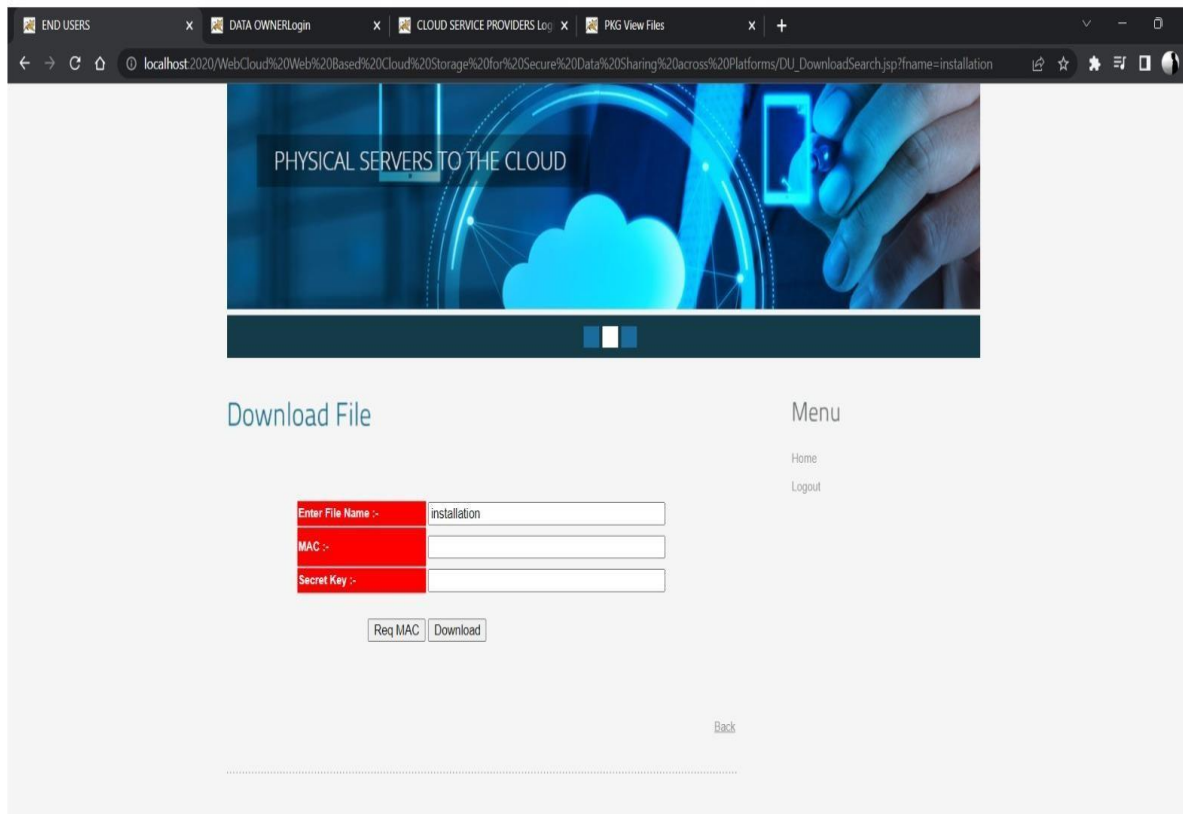 END USERS
DATA OWNERLogin
CLOUD SERVICE PROVIDERS Log
PKG View Files
localhost:2020/WebCloud%20Web%20Based%20Cloud%20Storage%20for%20Secure%20Data%20Sharing%20across%20Platforms/DU_DownloadSearch.jsp?fname=installation
PHYSICAL SERVERS TO THE CLOUD
Download File
Menu
Home
Logout
Enter File Name :-
installation
MAC :-
Secret Key :-
Req MAC
Download
Back